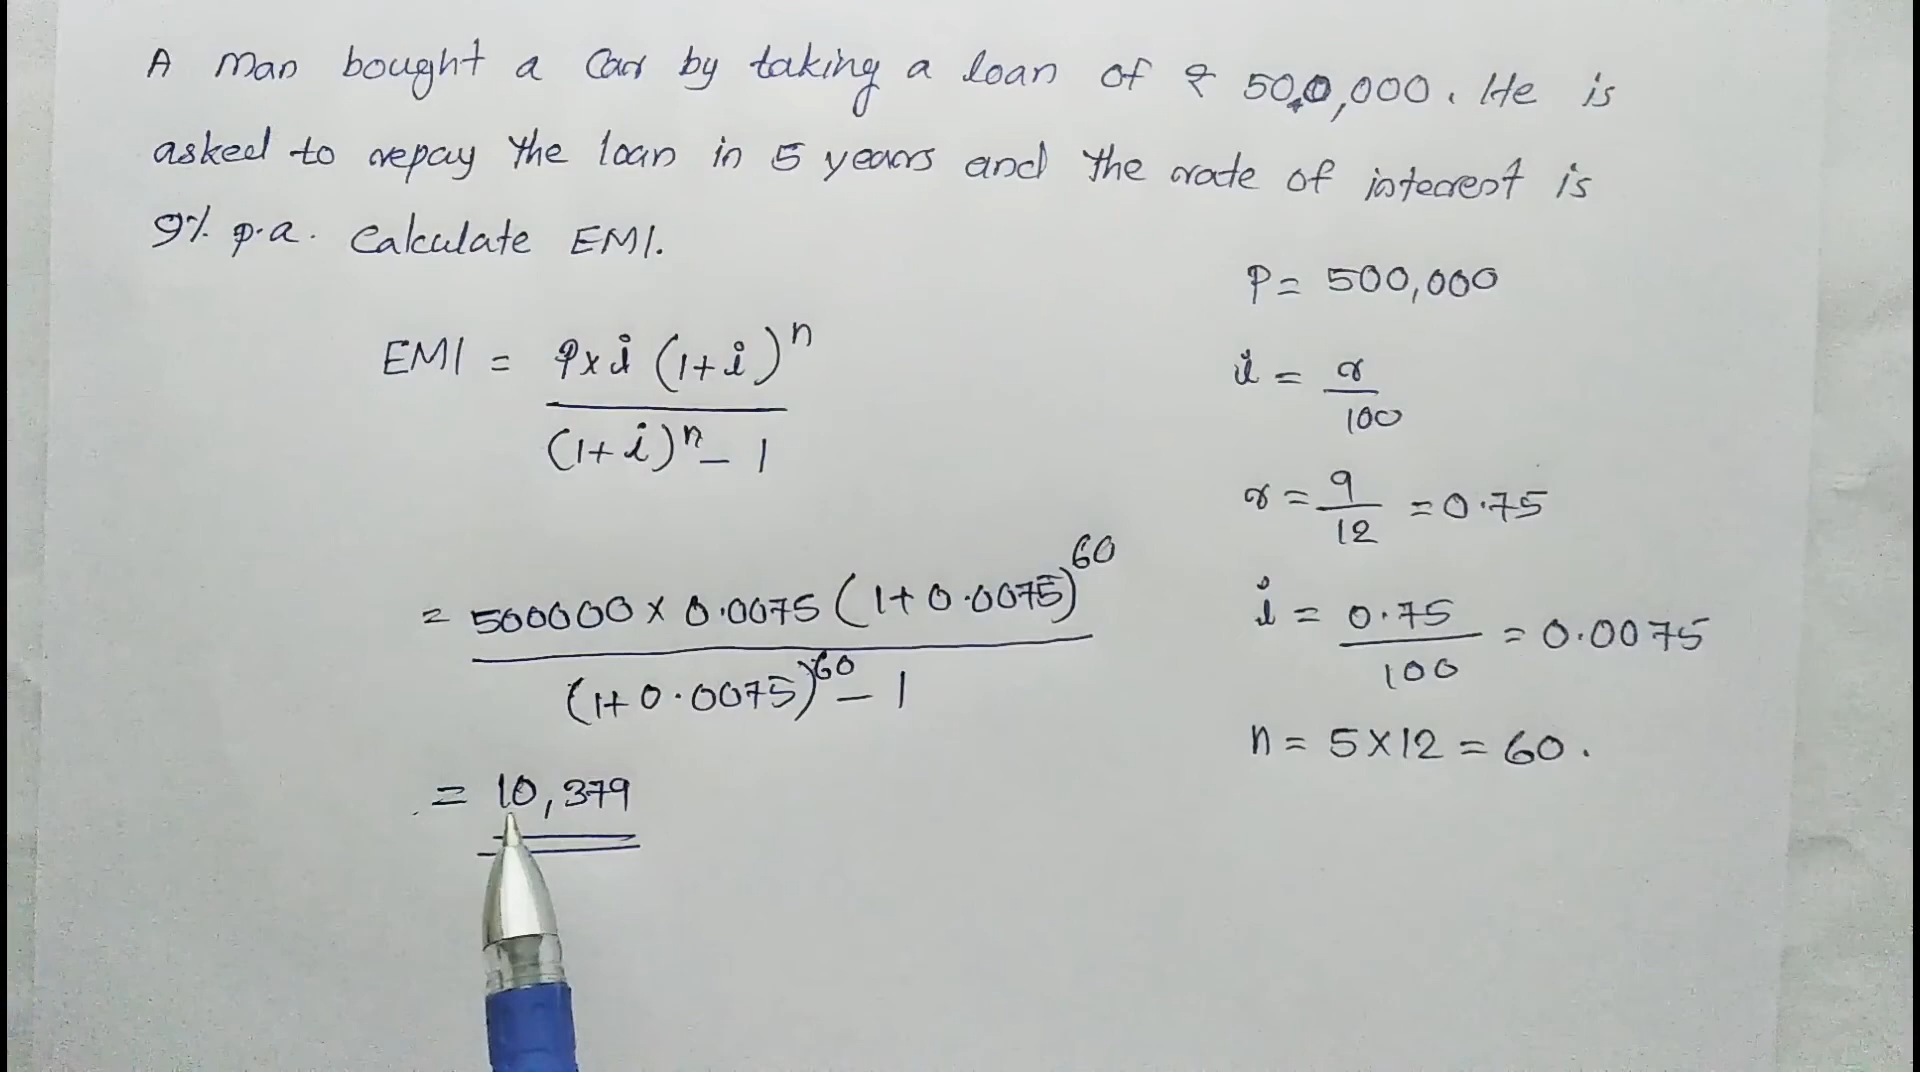 A man bought a Car by taking a loan of ₹ 500,000. He is
asked to repay the loan in 5 years and the rate of interest is
9% p.a. Calculate EMI.
P = 500,000
EMI = P x i (1+i)^n
(1+i)^n - 1
i = r
100
r = 9
12
= 0.75
= 500000 x 0.0075 (1+0.0075)^60
(1+0.0075)^60 - 1
i = 0.75
100
= 0.0075
n = 5 X 12 = 60.
= 10,379